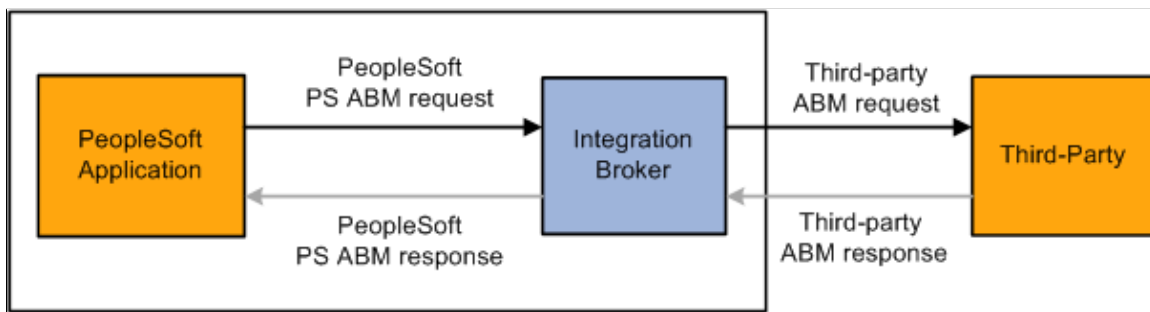 PeopleSoft
PS ABM request
Third-party
ABM request
PeopleSoft
Application
Integration
Broker
Third-Party
PeopleSoft
PS ABM response
Third-party
ABM response